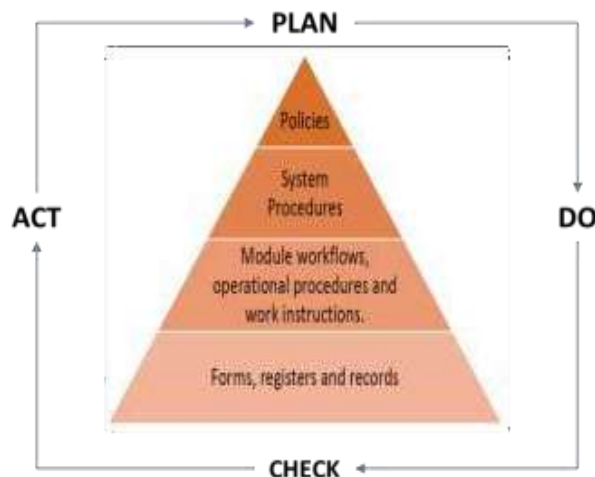 PLAN
Policies
System
Procedures
ACT
DO
Module workflows,
operational procedures and
work instructions.
Forms, registers and records
CHECK